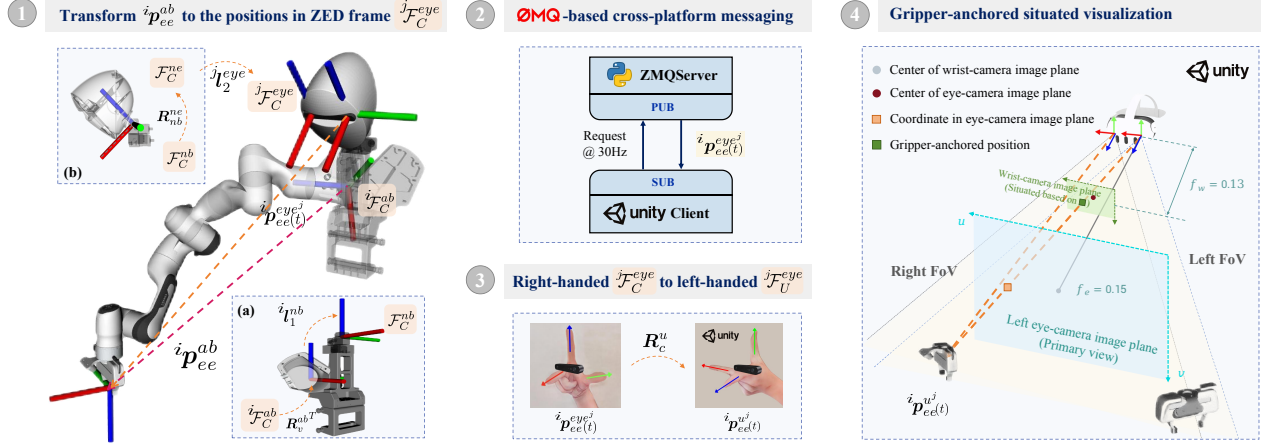 1 Transform ⁱp_ee^ab to the positions in ZED frame ʲF_C^eye
F_C^ne
R_nb^ne
F_C^nb
(b)
ʲl_2^eye
ʲF_C^eye
ⁱF_C^ab
ⁱp_ee(t)^eye^j
ⁱp_ee^ab
(a)
ⁱl_1^nb
F_C^nb
ⁱF_C^ab
R_v^ab^T
2 ØMQ-based cross-platform messaging
ZMQServer
PUB
Request
@ 30Hz
ⁱp_ee(t)^eye^j
SUB
unity Client
3 Right-handed ʲF_C^eye to left-handed ʲF_U^eye
R_c^u
unity
ⁱp_ee(t)^eye^j
ⁱp_ee(t)^u^j
4 Gripper-anchored situated visualization
unity
Center of wrist-camera image plane
Center of eye-camera image plane
Coordinate in eye-camera image plane
Gripper-anchored position
Wrist-camera image plane
(Situated based on
f_w = 0.13
u
Right FoV
Left FoV
f_e = 0.15
Left eye-camera image plane
(Primary view)
v
ⁱp_ee(t)^u^j